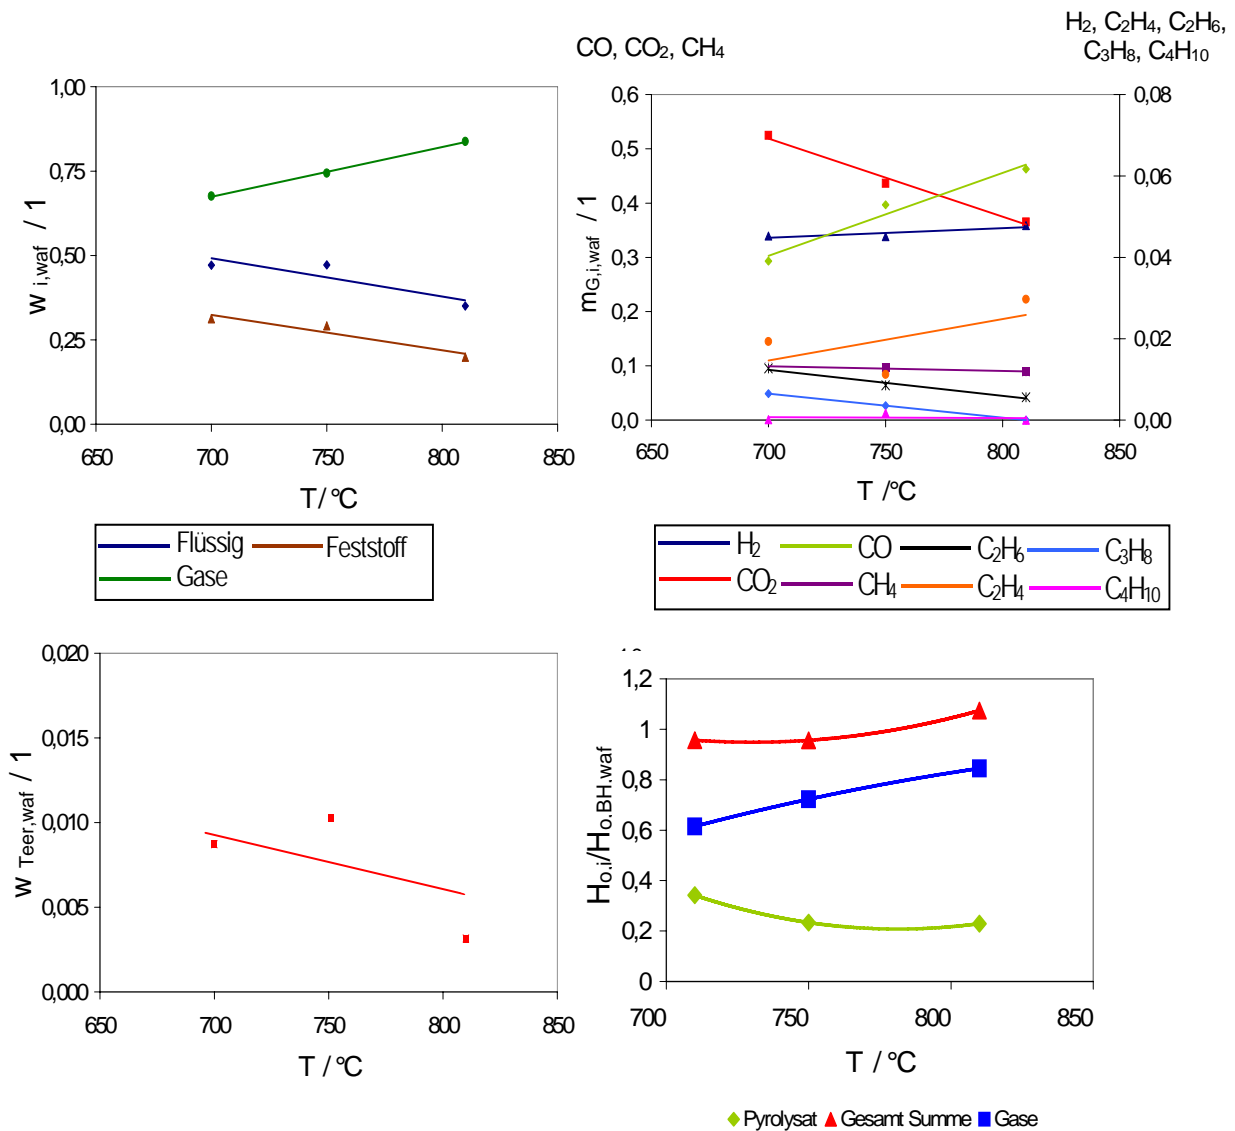 CO, CO₂, CH₄
H₂, C₂H₄, C₂H₆,
C₃H₈, C₄H₁₀
w i,waf / 1
1,00
0,75
0,50
0,25
0,00
650 700 750 800 850
T/ °C
Flüssig Feststoff
Gase
m G,i,waf / 1
0,6
0,5
0,4
0,3
0,2
0,1
0,0
0,08
0,06
0,04
0,02
0,00
650 700 750 800 850
T /°C
H₂ CO C₂H₆ C₃H₈
CO₂ CH₄ C₂H₄ C₄H₁₀
w Teer,waf / 1
0,020
0,015
0,010
0,005
0,000
650 700 750 800 850
T / °C
H o.i/H o.BH.waf
1,2
1
0,8
0,6
0,4
0,2
0
700 750 800 850
T / °C
Pyrolysat Gesamt Summe Gase